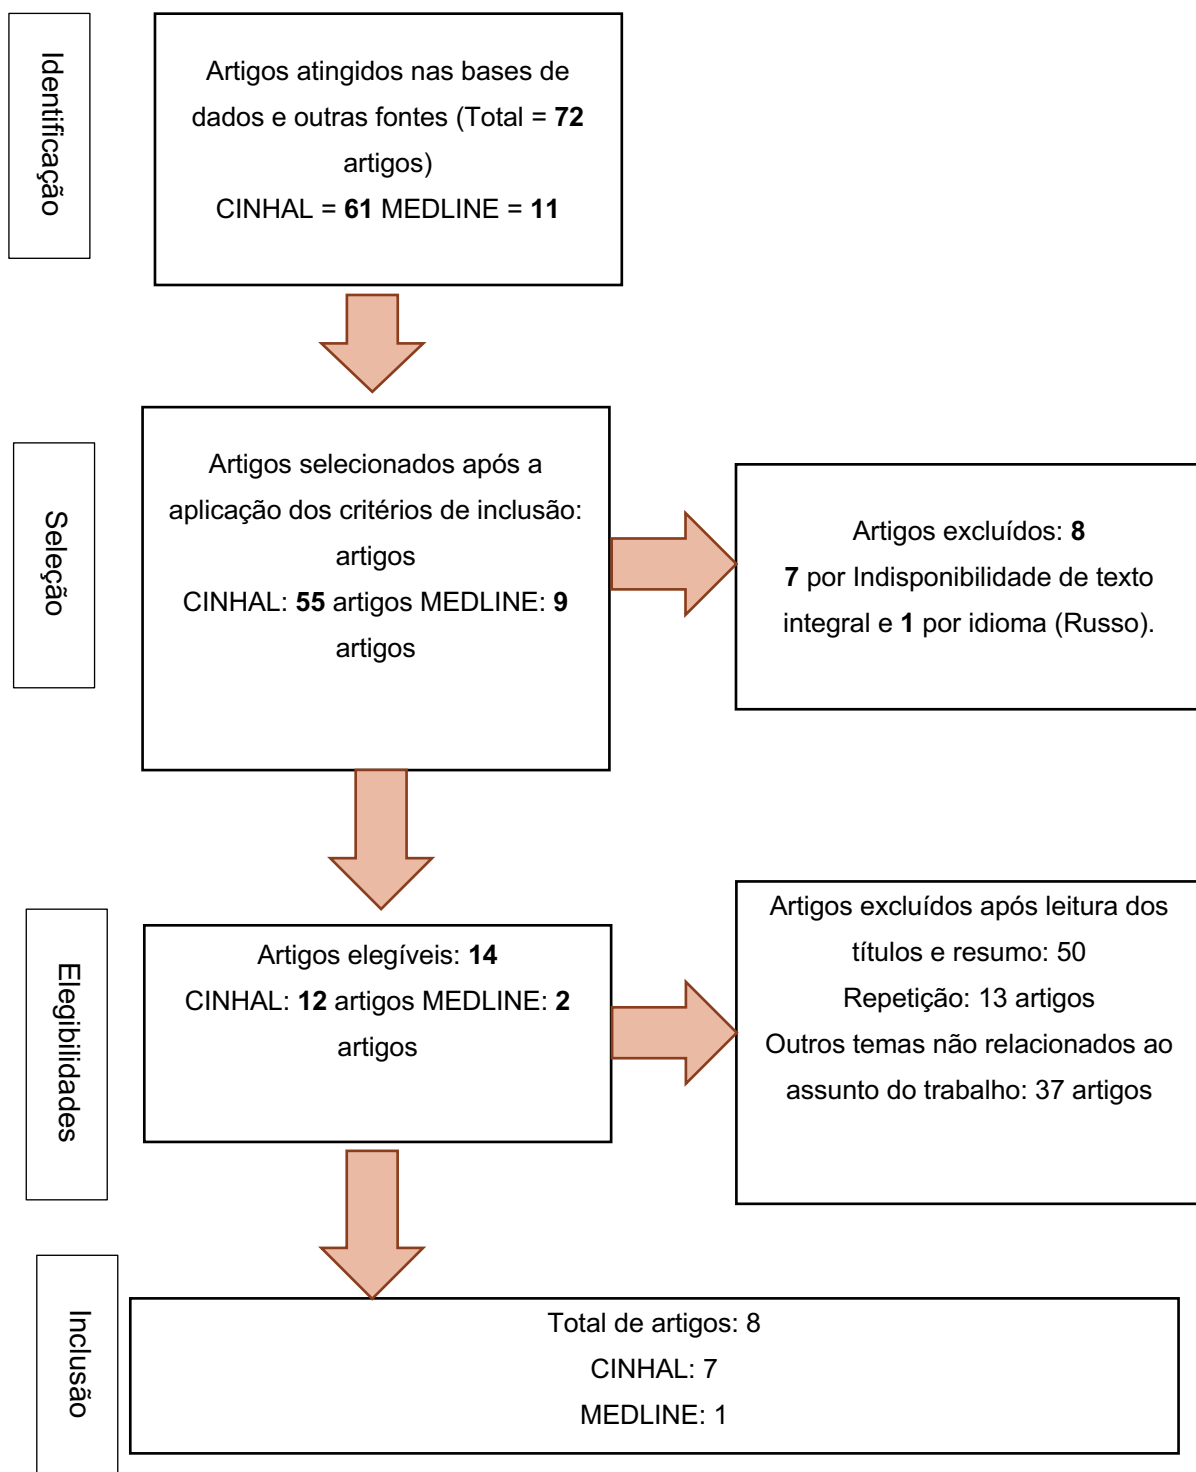 Identificação
Artigos atingidos nas bases de
dados e outras fontes (Total = 72
artigos)
CINHAL = 61 MEDLINE = 11
Seleção
Artigos selecionados após a
aplicação dos critérios de inclusão:
artigos
CINHAL: 55 artigos MEDLINE: 9
artigos
Artigos excluídos: 8
7 por Indisponibilidade de texto
integral e 1 por idioma (Russo).
Elegibilidades
Artigos elegíveis: 14
CINHAL: 12 artigos MEDLINE: 2
artigos
Artigos excluídos após leitura dos
títulos e resumo: 50
Repetição: 13 artigos
Outros temas não relacionados ao
assunto do trabalho: 37 artigos
Inclusão
Total de artigos: 8
CINHAL: 7
MEDLINE: 1